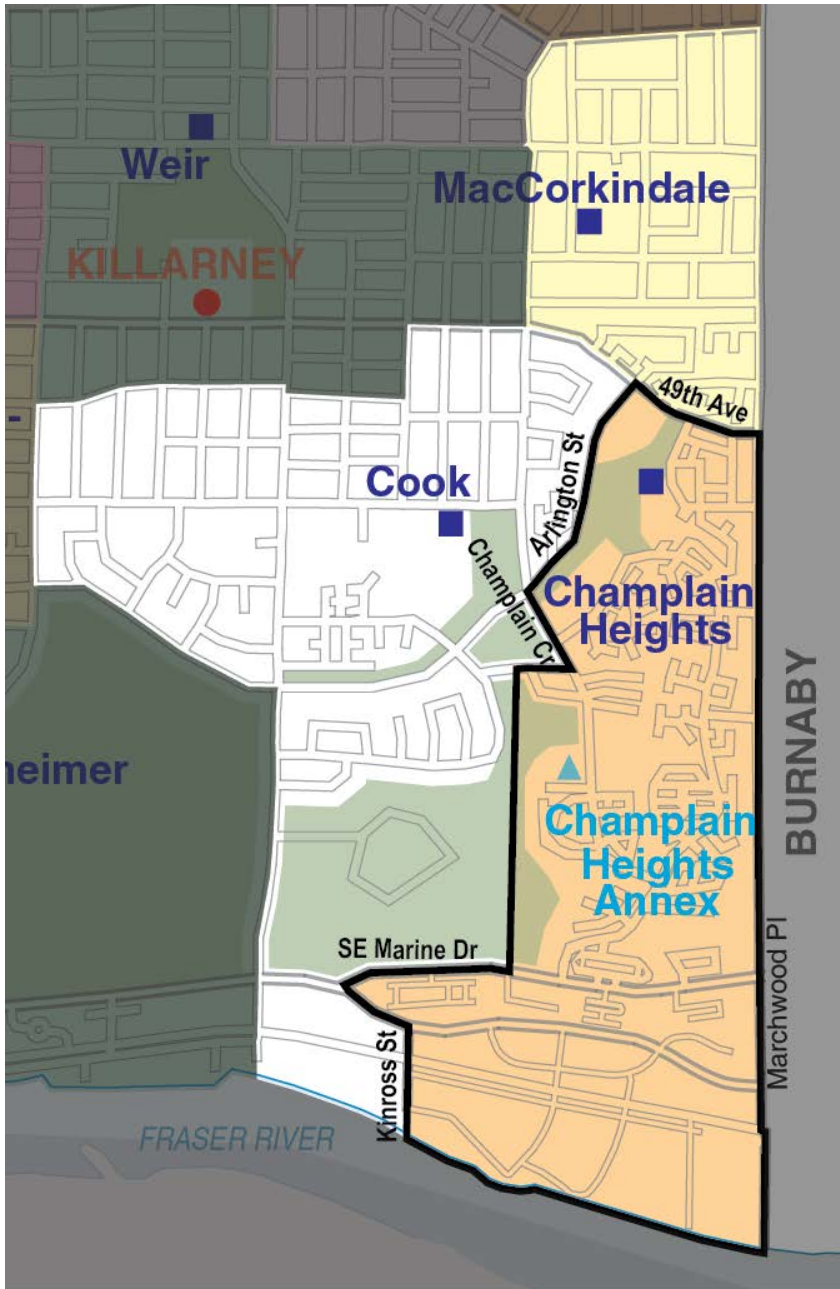 Weir
MacCorkindale
KILLARNEY
49th Ave
-
Arlington St
Cook
Champlain Cr
Champlain
Heights
BURNABY
heimer
Champlain
Heights
Annex
SE Marine Dr
Marchwood Pl
Kinross St
FRASER RIVER